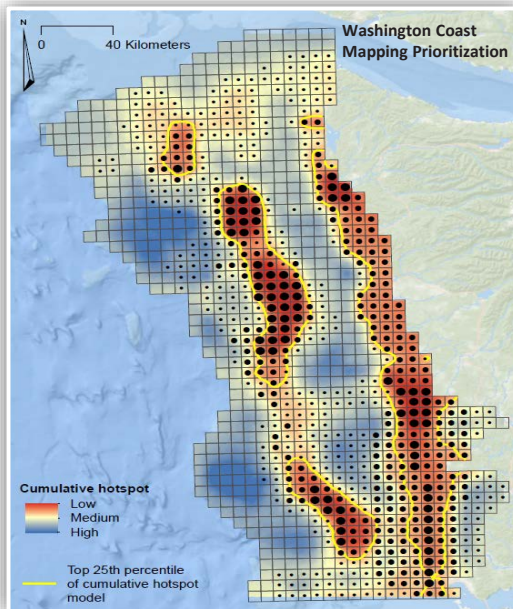 Washington Coast
Mapping Prioritization
N
0 40 Kilometers
Cumulative hotspot
Low
Medium
High
Top 25th percentile
of cumulative hotspot
model